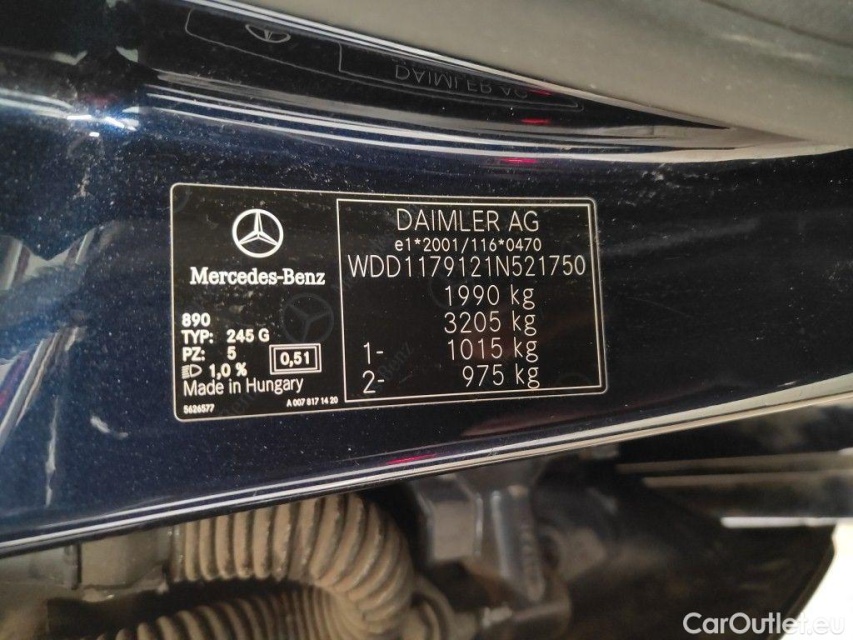 DAIMLER AG
Mercedes-Benz
890
TYP: 245 G
PZ: 5
1,0 %
0,51
Made in Hungary
5626577
A 007 817 14 20
DAIMLER AG
e1*2001/116*0470
WDD1179121N521750
1990 kg
3205 kg
1- 1015 kg
2- 975 kg
CarOutlet.eu